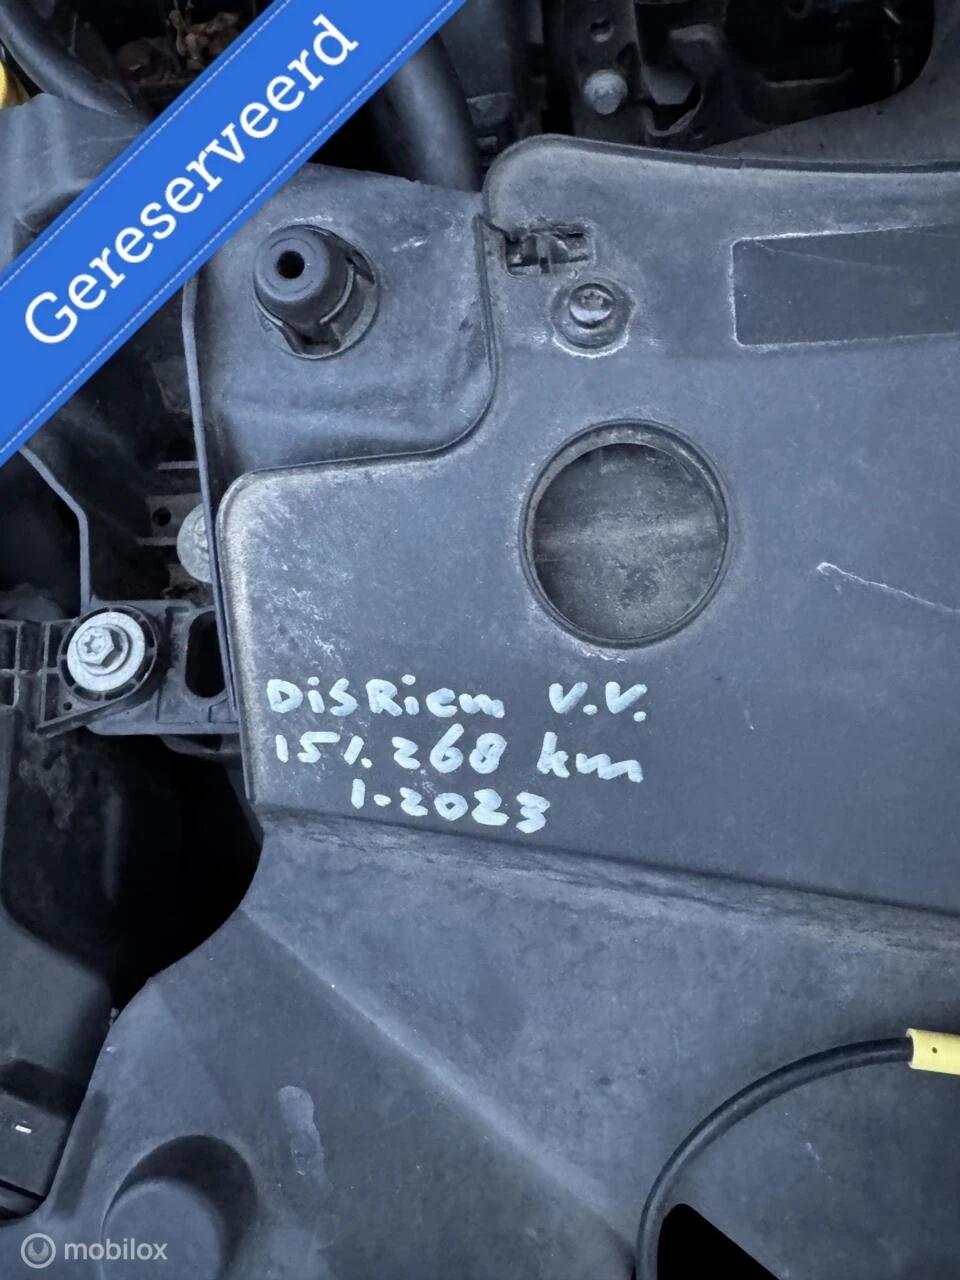 Gereserveerd
DiSRiem V.V.
151.268 km
1-2023
mobilox